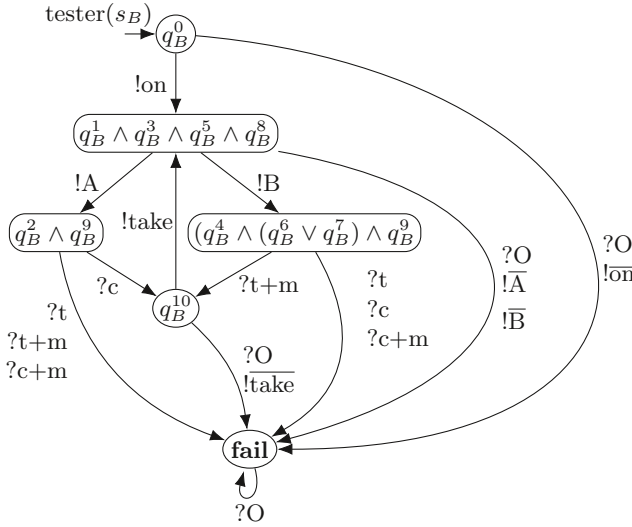 tester(s_B)
q_B^0
!on
q_B^1 ∧ q_B^3 ∧ q_B^5 ∧ q_B^8
!A
!take
!B
q_B^2 ∧ q_B^9
(q_B^4 ∧ (q_B^6 ∨ q_B^7) ∧ q_B^9
?O
!o̅n̅
?O
!A̅
!B̅
?c
?t+m
?t
?t+m
?c+m
q_B^10
?t
?c
?c+m
?O
!t̅a̅k̅e̅
fail
?O